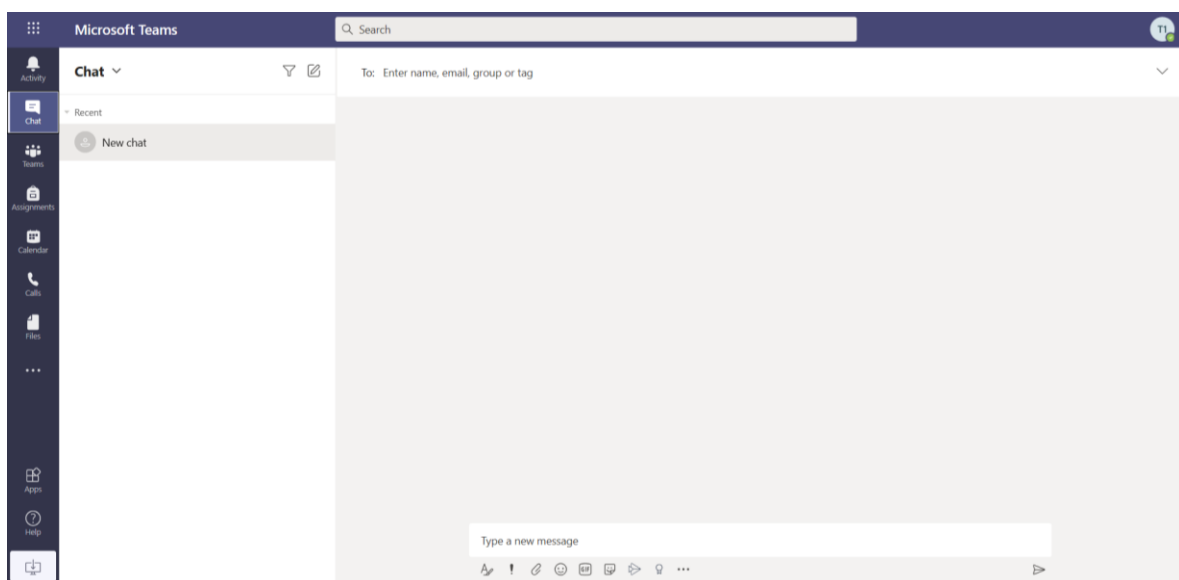 Microsoft Teams
Search
T1
Activity
Chat
Teams
Assignments
Calendar
Calls
Files
Apps
Help
Chat
Recent
New chat
To: Enter name, email, group or tag
Type a new message
GIF